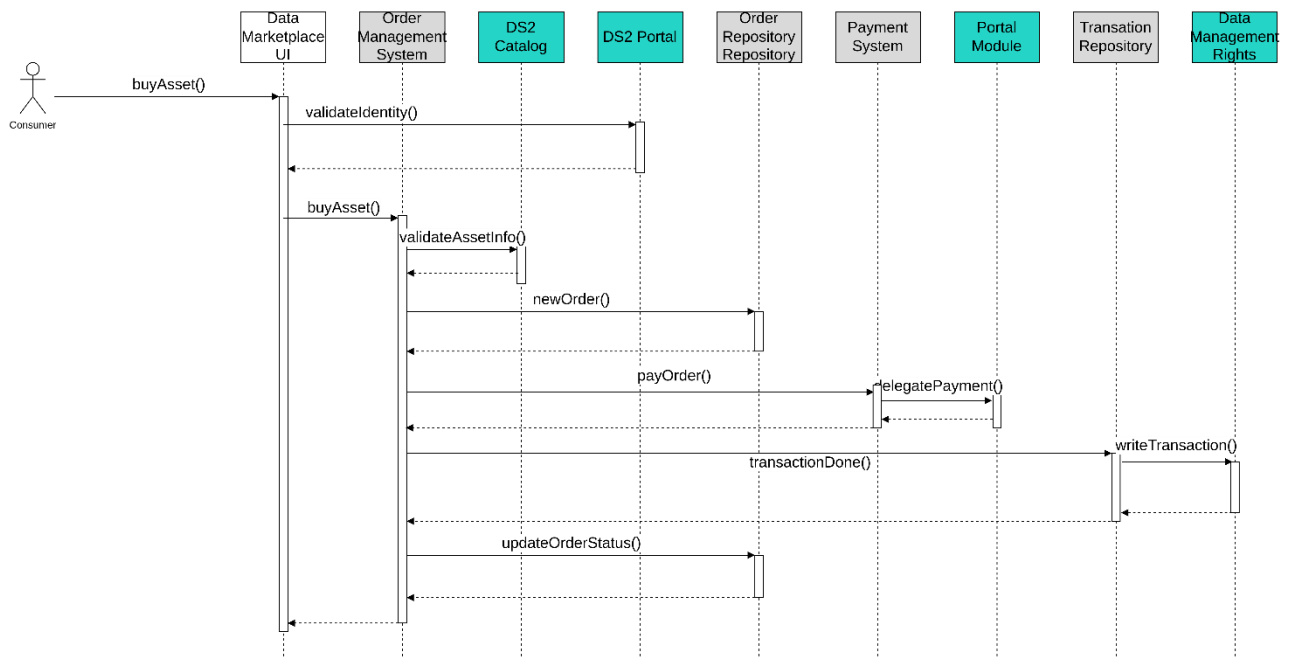 Data
Marketplace
UI
Order
Management
System
DS2
Catalog
DS2 Portal
Order
Repository
Repository
Payment
System
Portal
Module
Transation
Repository
Data
Management
Rights
Consumer
buyAsset()
validateIdentity()
buyAsset()
validateAssetInfo()
newOrder()
payOrder()
elegatePayment()
writeTransaction()
transactionDone()
updateOrderStatus()